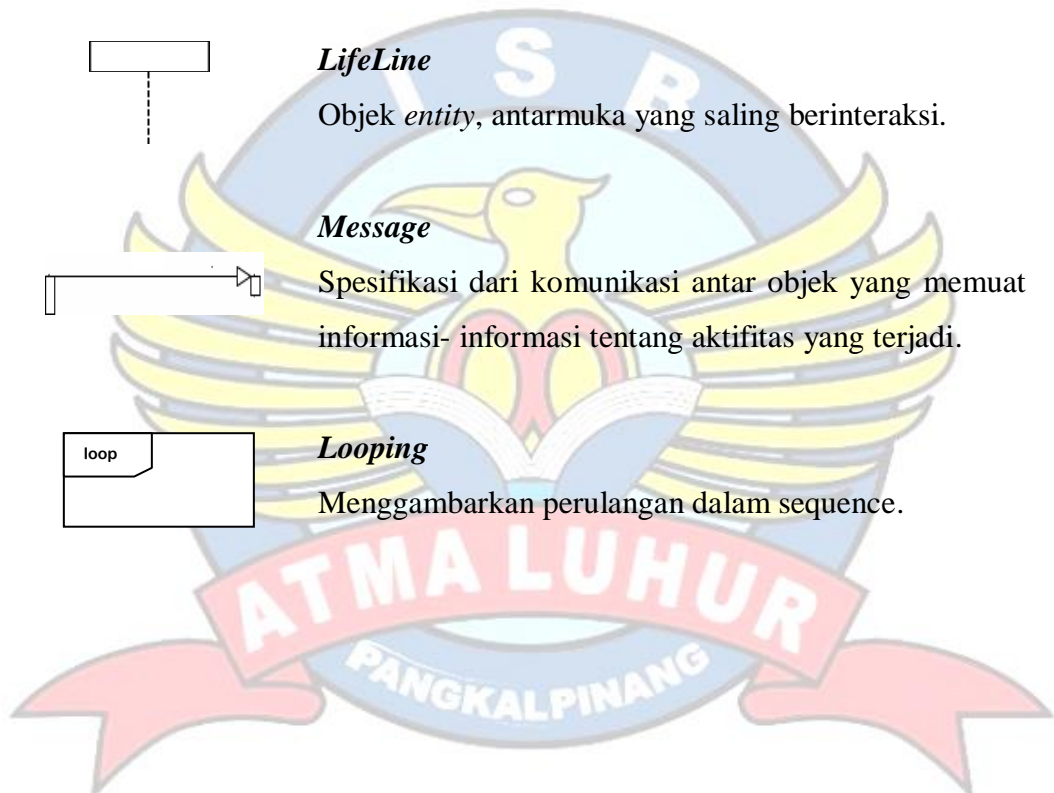 ISB
LifeLine
Objek entity, antarmuka yang saling berinteraksi.
Message
Spesifikasi dari komunikasi antar objek yang memuat
informasi- informasi tentang aktifitas yang terjadi.
loop
Looping
Menggambarkan perulangan dalam sequence.
ATMA LUHUR
PANGKALPINANG